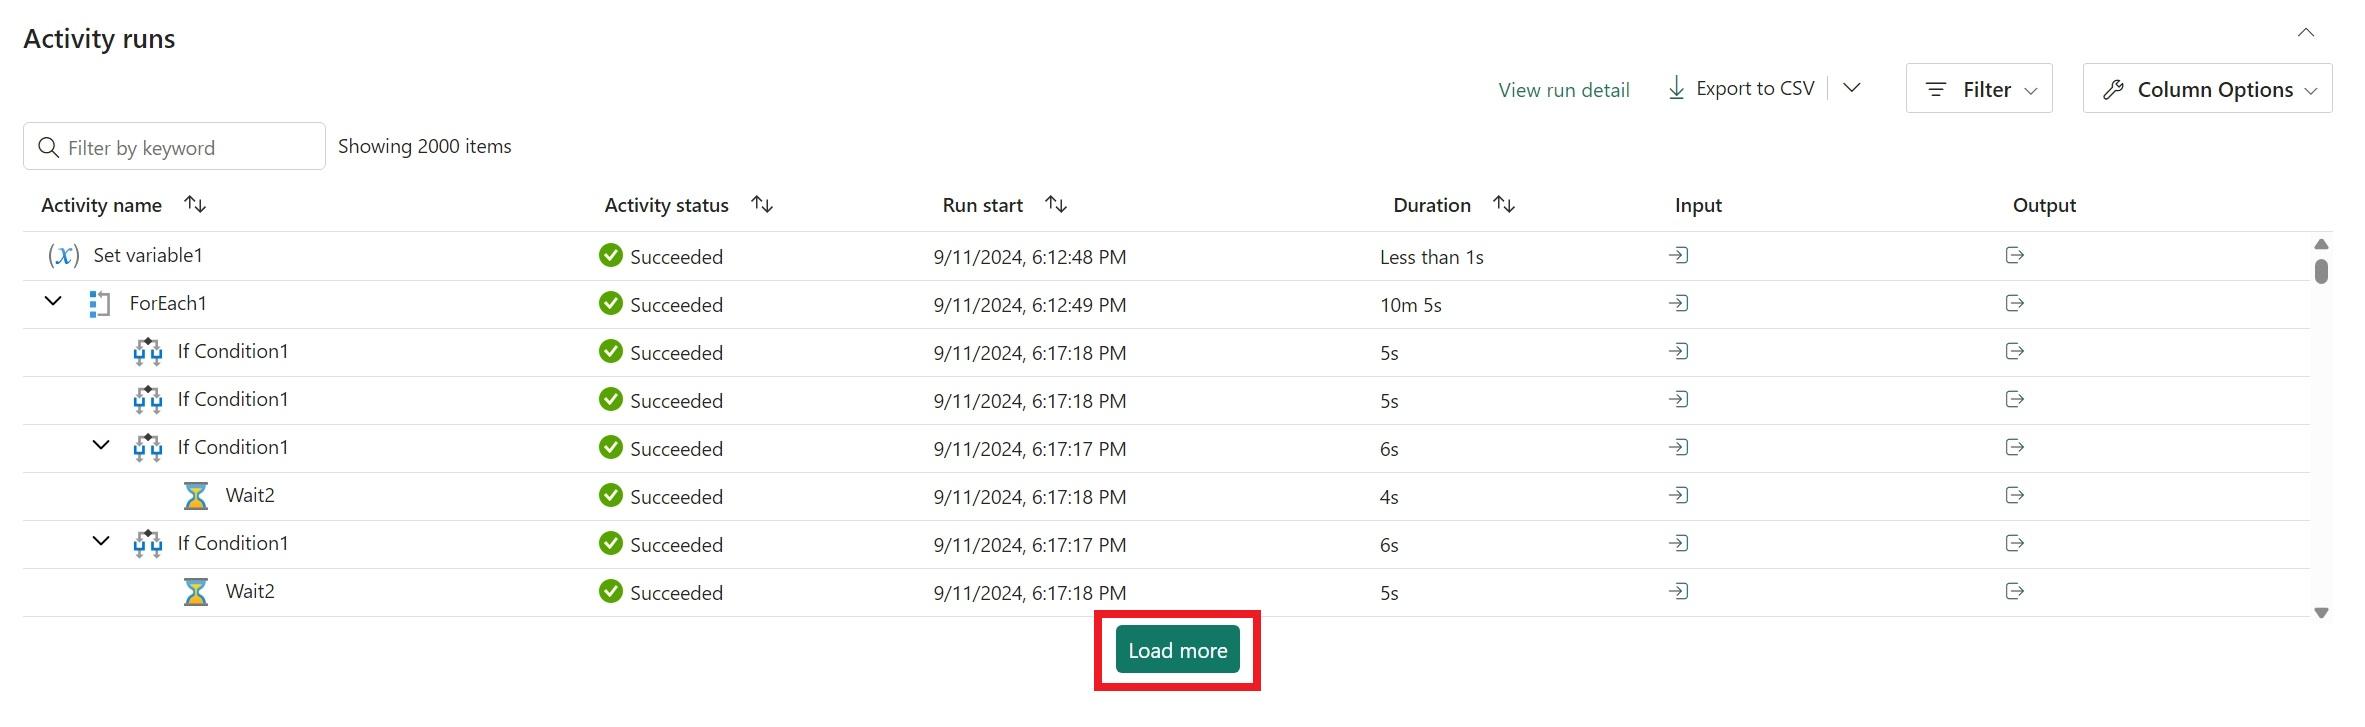 Activity runs
View run detail Export to CSV Filter Column Options
Filter by keyword Showing 2000 items
Activity name Activity status Run start Duration Input Output
(x) Set variable1 Succeeded 9/11/2024, 6:12:48 PM Less than 1s
ForEach1 Succeeded 9/11/2024, 6:12:49 PM 10m 5s
If Condition1 Succeeded 9/11/2024, 6:17:18 PM 5s
If Condition1 Succeeded 9/11/2024, 6:17:18 PM 5s
If Condition1 Succeeded 9/11/2024, 6:17:17 PM 6s
Wait2 Succeeded 9/11/2024, 6:17:18 PM 4s
If Condition1 Succeeded 9/11/2024, 6:17:17 PM 6s
Wait2 Succeeded 9/11/2024, 6:17:18 PM 5s
Load more